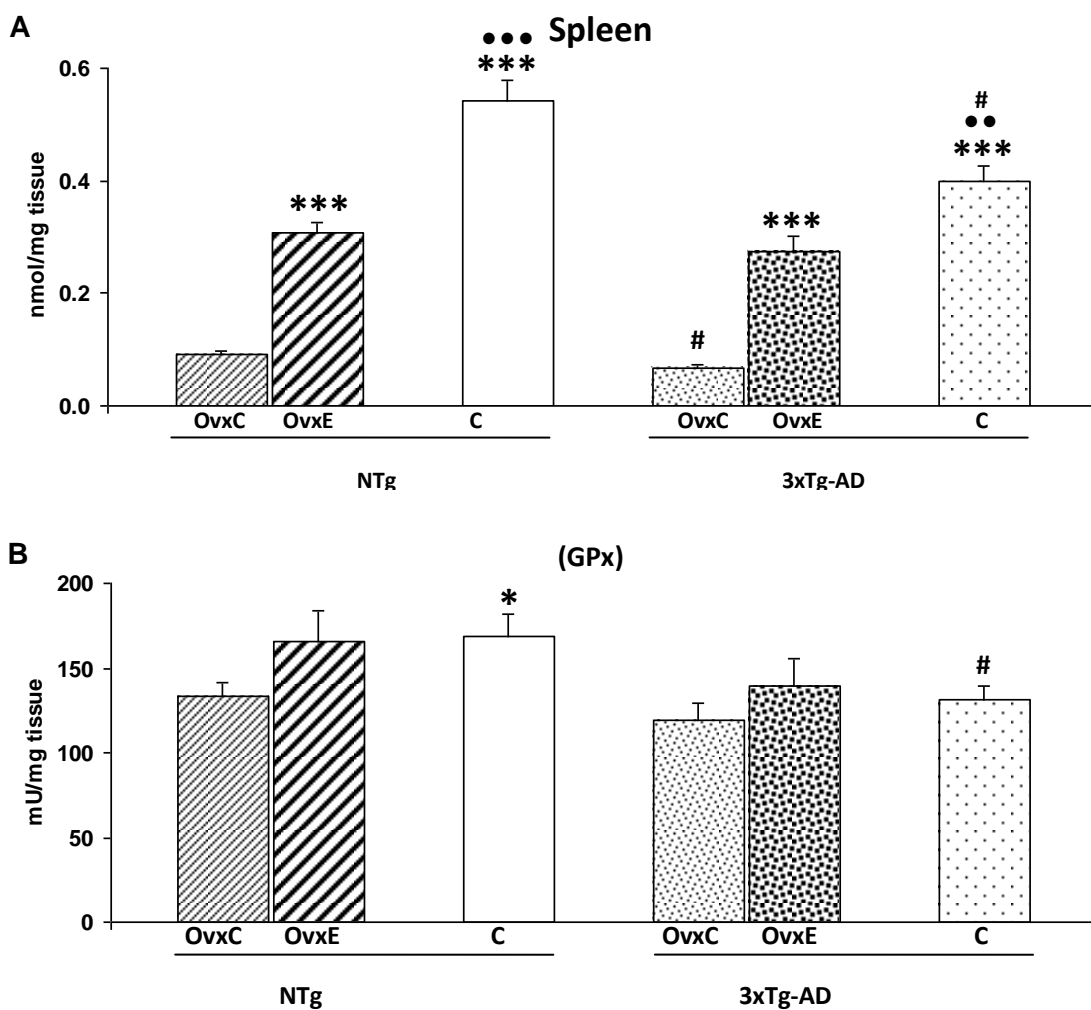 A
Spleen
nmol/mg tissue
0.6
0.4
0.2
0.0
●●●
***
***
#
●●
***
***
#
OvxC OvxE C OvxC OvxE C
NTg 3xTg-AD
B
(GPx)
mU/mg tissue
200
150
100
50
0
*
#
OvxC OvxE C OvxC OvxE C
NTg 3xTg-AD